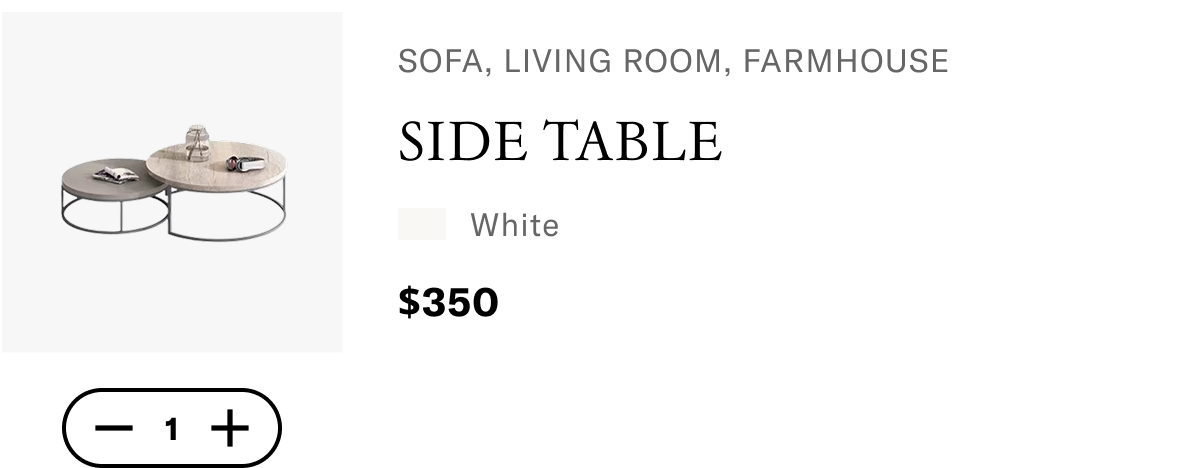 SOFA, LIVING ROOM, FARMHOUSE
SIDE TABLE
White
$350
1